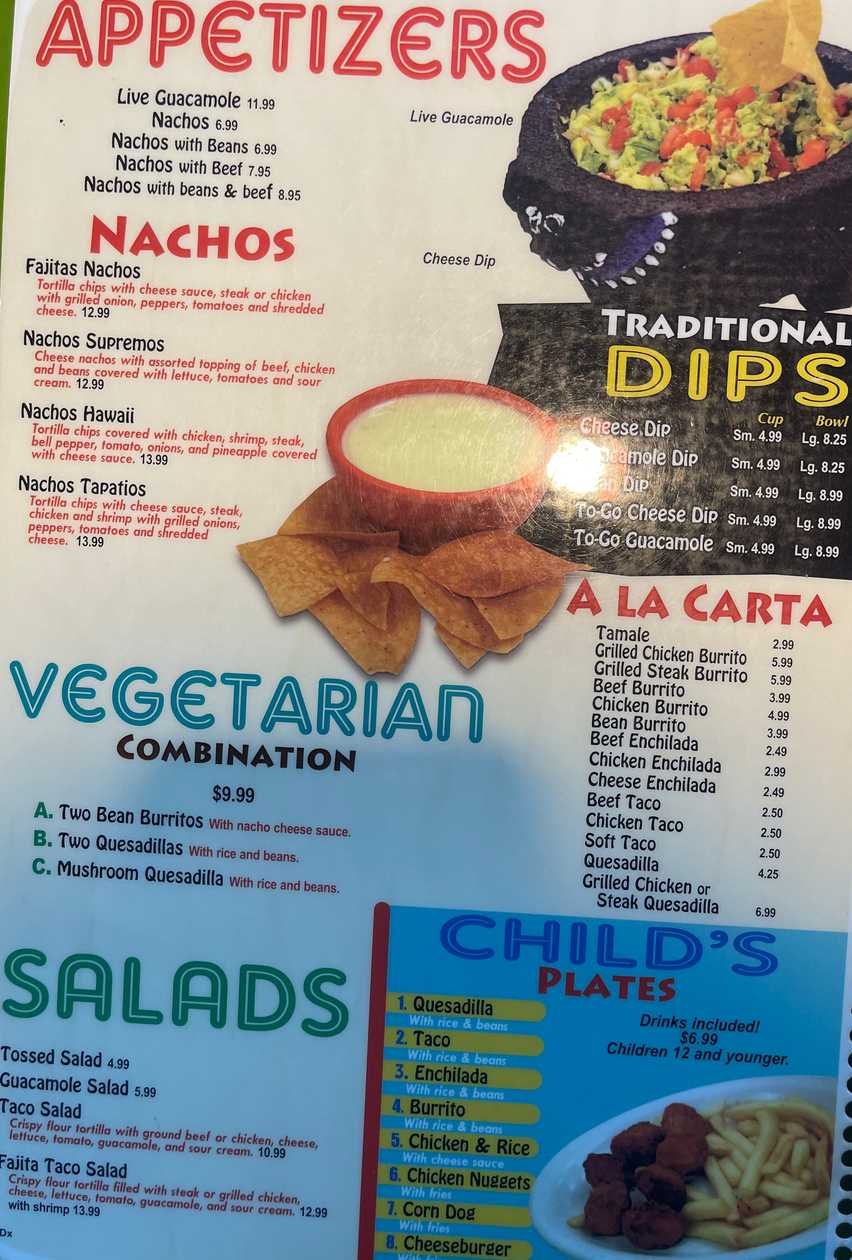 APPETIZERS
Live Guacamole 11.99
Nachos 6.99
Nachos with Beans 6.99
Nachos with Beef 7.95
Nachos with beans & beef 8.95
Live Guacamole
Cheese Dip
NACHOS
Fajitas Nachos
Tortilla chips with cheese sauce, steak or chicken
with grilled onion, peppers, tomatoes and shredded
cheese. 12.99
Nachos Supremos
Cheese nachos with assorted topping of beef, chicken
and beans covered with lettuce, tomatoes and sour
cream. 12.99
Nachos Hawaii
Tortilla chips covered with chicken, shrimp, steak,
bell pepper, tomato, onions, and pineapple covered
with cheese sauce. 13.99
Nachos Tapatios
Tortilla chips with cheese sauce, steak,
chicken and shrimp with grilled onions,
peppers, tomatoes and shredded
cheese. 13.99
TRADITIONAL
DIPS
Cup Bowl
Cheese Dip Sm. 4.99 Lg. 8.25
Dip Sm. 4.99 Lg. 8.25
Dip Sm. 4.99 Lg. 8.99
To-Go Cheese Dip Sm. 4.99 Lg. 8.99
To-Go Guacamole Sm. 4.99 Lg. 8.99
A LA CARTA
Tamale 2.99
Grilled Chicken Burrito 5.99
Grilled Steak Burrito 5.99
Beef Burrito 3.99
Chicken Burrito 4.99
Bean Burrito 3.99
Beef Enchilada 2.49
Chicken Enchilada 2.99
Cheese Enchilada 2.49
Beef Taco 2.50
Chicken Taco 2.50
Soft Taco 2.50
Quesadilla 4.25
Grilled Chicken or
Steak Quesadilla 6.99
VEGETARIAN
COMBINATION
$9.99
A. Two Bean Burritos With nacho cheese sauce.
B. Two Quesadillas With rice and beans.
C. Mushroom Quesadilla With rice and beans.
SALADS
Tossed Salad 4.99
Guacamole Salad 5.99
Taco Salad
Crispy flour tortilla with ground beef or chicken, cheese,
lettuce, tomato, guacamole, and sour cream. 10.99
Fajita Taco Salad
Crispy flour tortilla filled with steak or grilled chicken,
cheese, lettuce, tomato, guacamole, and sour cream. 12.99
with shrimp 13.99
Dx
CHILD'S
PLATES
1. Quesadilla
With rice & beans
2. Taco
With rice & beans
3. Enchilada
With rice & beans
4. Burrito
With rice & beans
5. Chicken & Rice
With cheese sauce
6. Chicken Nuggets
With fries
7. Corn Dog
With fries
8. Cheeseburger
Drinks included!
$6.99
Children 12 and younger.